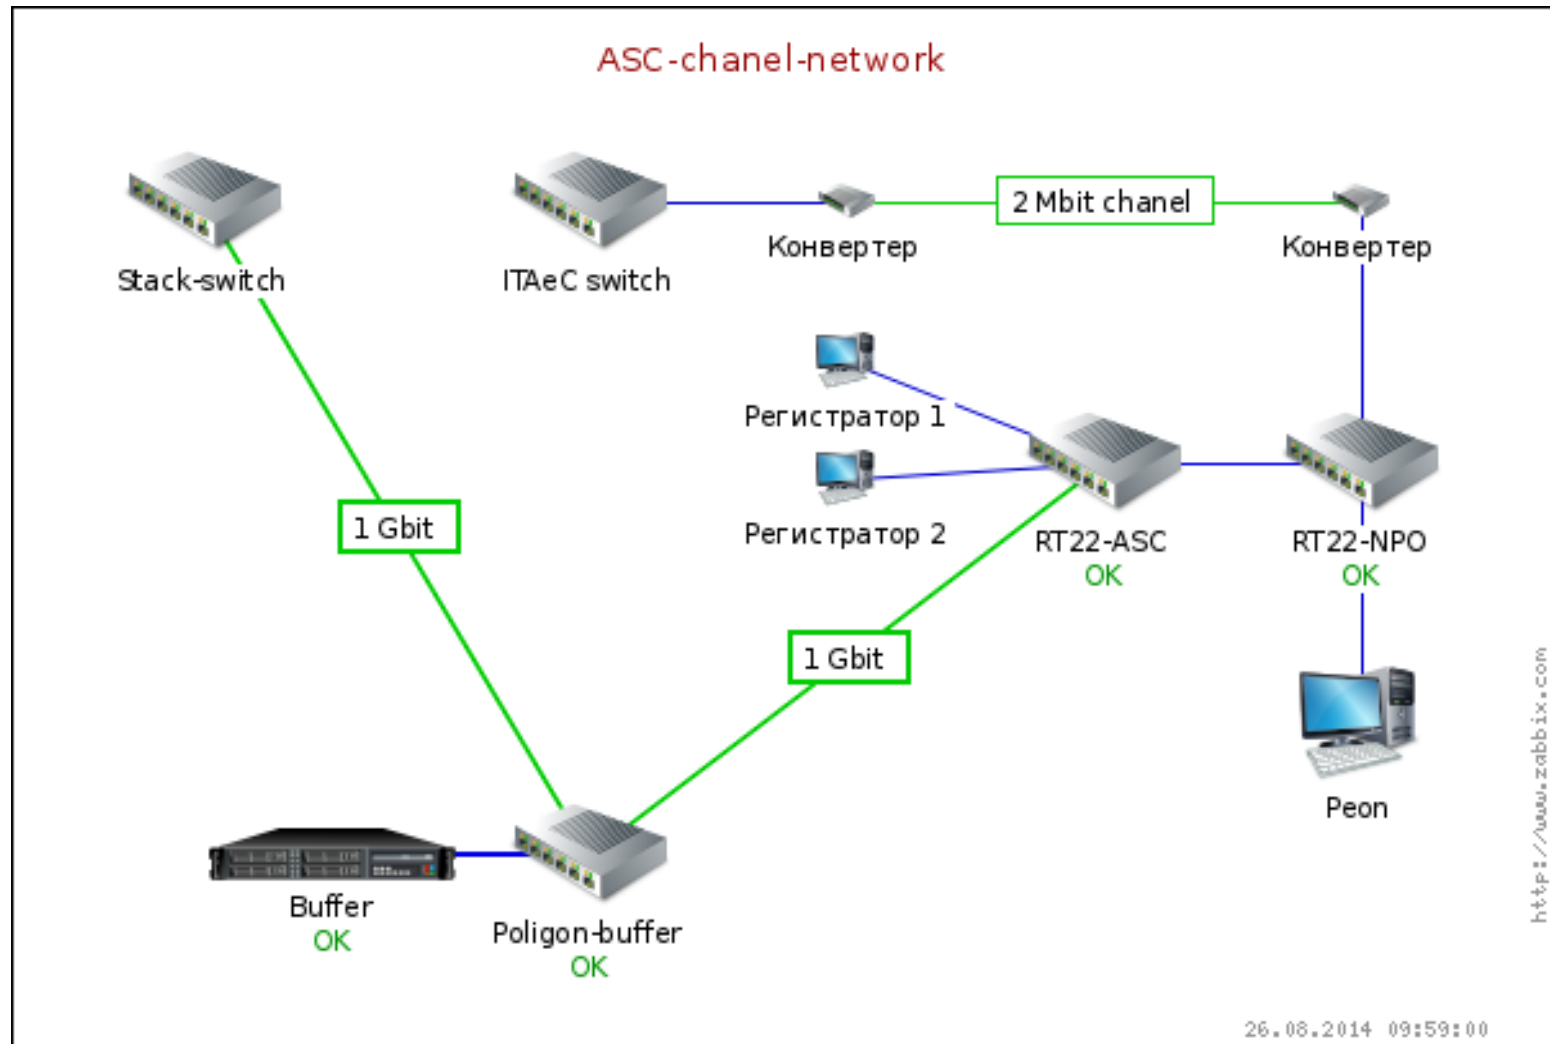 ASC-chanel-network
2 Mbit chanel
Конвертер
Конвертер
Stack-switch
ITAeC switch
Регистратор 1
Регистратор 2
1 Gbit
RT22-ASC
OK
RT22-NPO
OK
1 Gbit
Peon
Buffer
OK
Poligon-buffer
OK
http://www.zabbix.com
26.08.2014 09:59:00